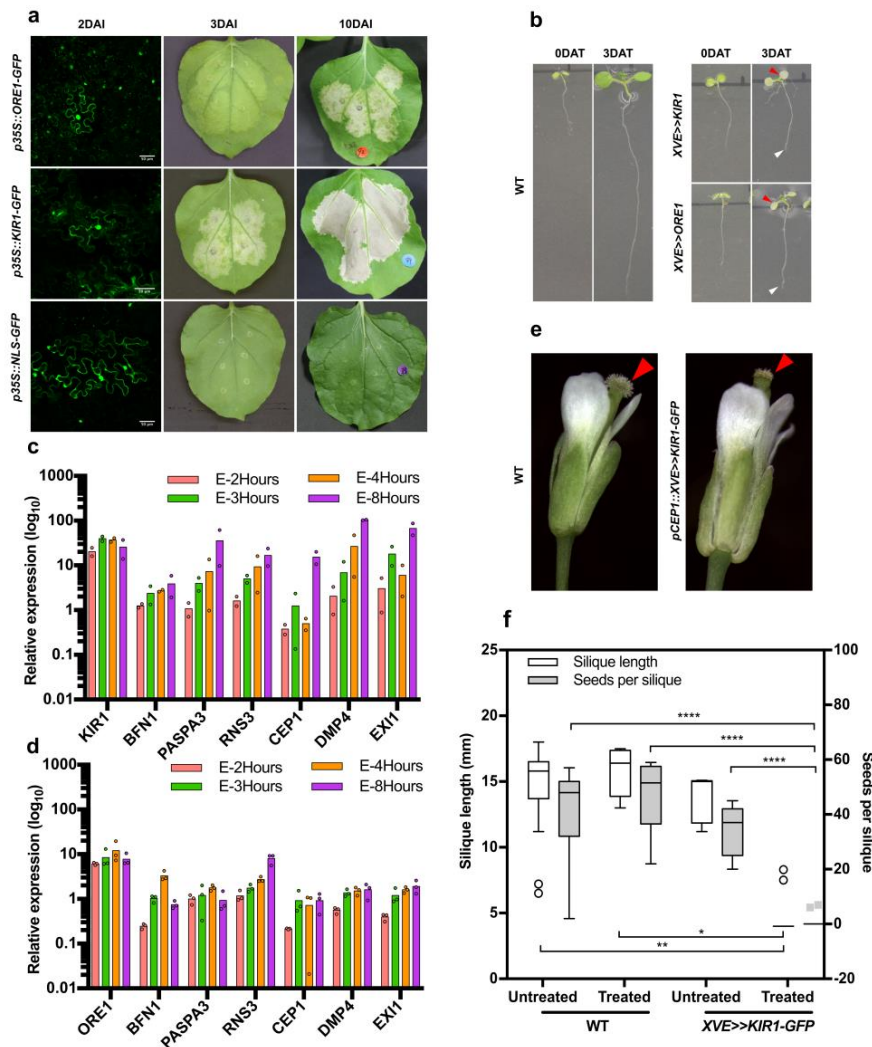 a
2DAI 3DAI 10DAI
p35S::ORE1-GFP
p35S::KIR1-GFP
p35S::NLS-GFP
b
0DAT 3DAT 0DAT 3DAT
WT
XVE>>KIR1
XVE>>ORE1
c
Relative expression (log10)
1000
100
10
1
0.1
0.01
E-2Hours E-4Hours
E-3Hours E-8Hours
KIR1 BFN1 PASPA3 RNS3 CEP1 DMP4 EXI1
d
Relative expression (log10)
1000
100
10
1
0.1
0.01
E-2Hours E-4Hours
E-3Hours E-8Hours
ORE1 BFN1 PASPA3 RNS3 CEP1 DMP4 EXI1
e
WT
pCEP1::XVE>>KIR1-GFP
f
Silique length (mm)
25
20
15
10
5
0
Silique length
Seeds per silique
****
****
****
*
**
100
80
60
40
20
0
-20
Seeds per silique
Untreated Treated Untreated Treated
WT XVE>>KIR1-GFP